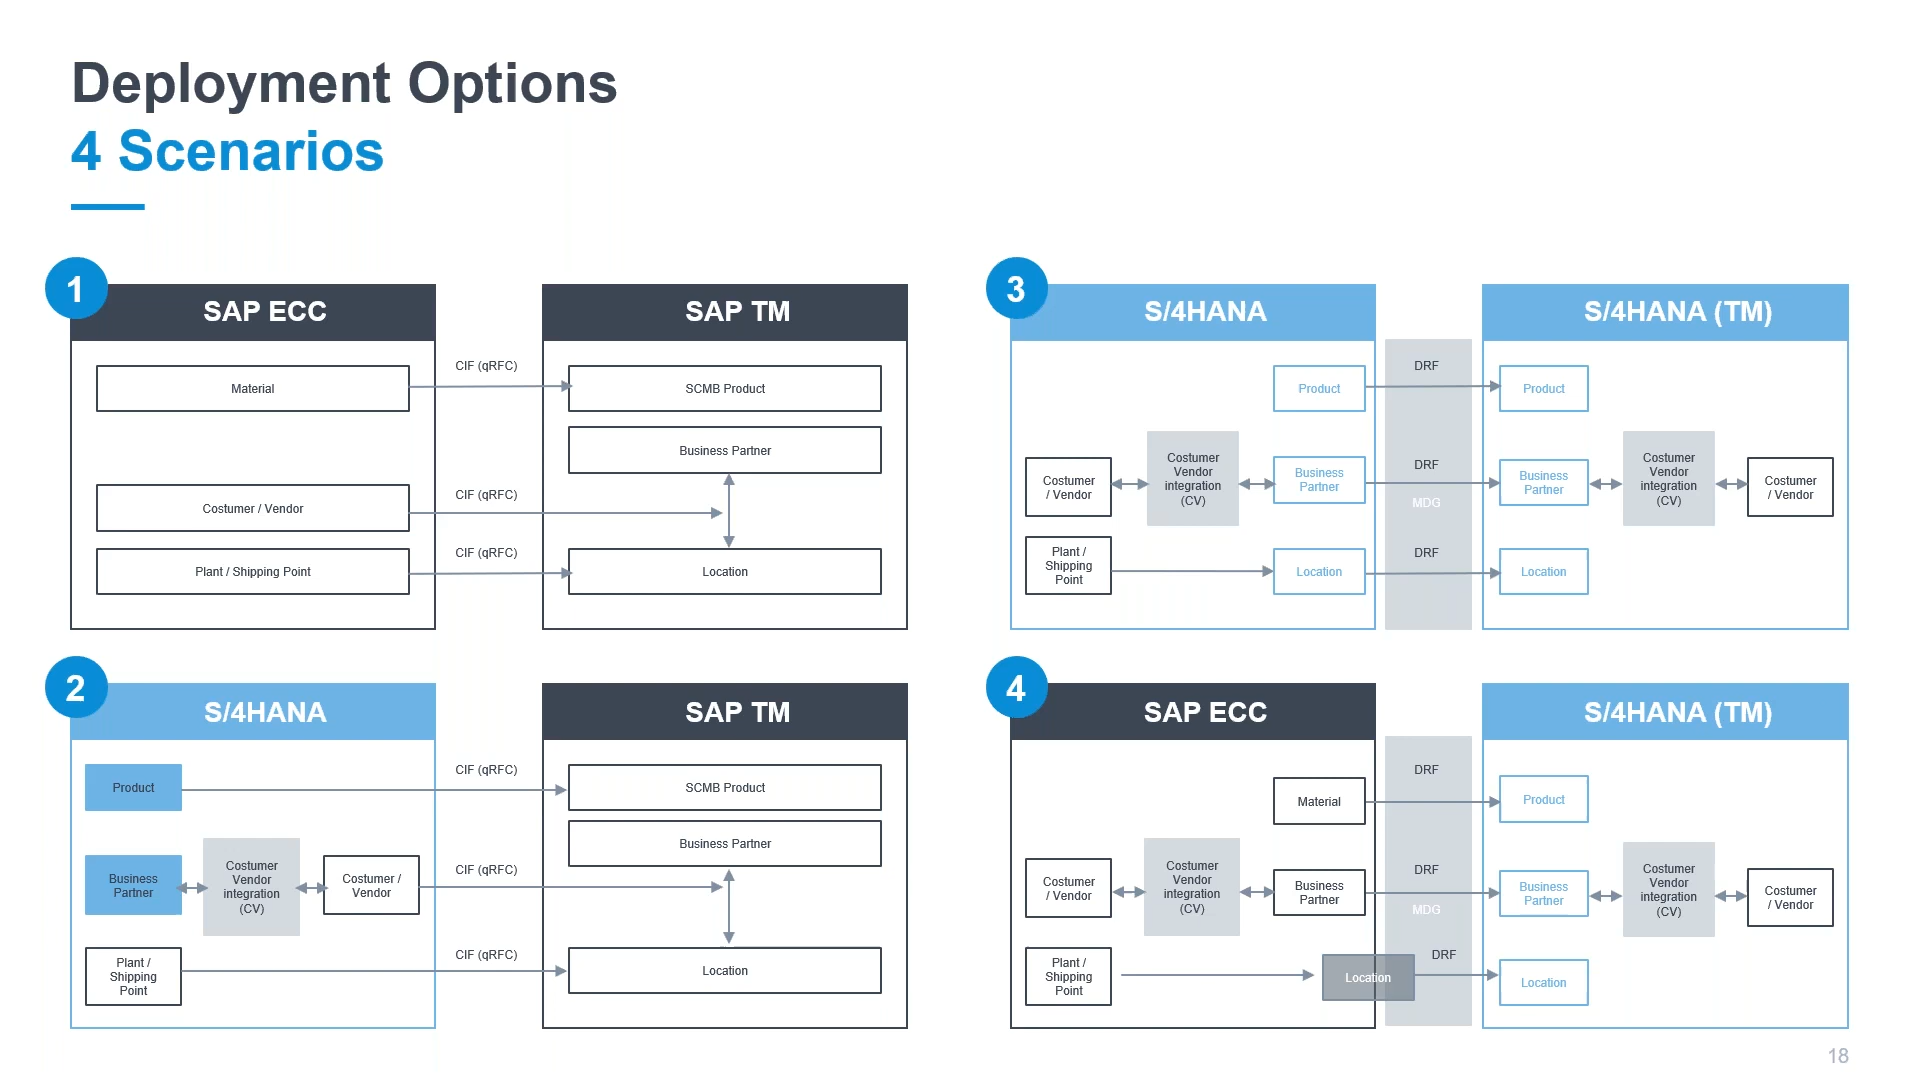 Deployment Options
4 Scenarios
1
SAP ECC
SAP TM
Material
CIF (qRFC)
SCMB Product
Business Partner
Costumer / Vendor
CIF (qRFC)
Plant / Shipping Point
CIF (qRFC)
Location
2
S/4HANA
SAP TM
Product
CIF (qRFC)
SCMB Product
Business Partner
Business
Partner
Costumer
Vendor
integration
(CV)
Costumer /
Vendor
CIF (qRFC)
Plant /
Shipping
Point
CIF (qRFC)
Location
3
S/4HANA
S/4HANA (TM)
Product
DRF
Product
Costumer
/ Vendor
Costumer
Vendor
integration
(CV)
Business
Partner
DRF
MDG
Business
Partner
Costumer
Vendor
integration
(CV)
Costumer
/ Vendor
Plant /
Shipping
Point
Location
DRF
Location
4
SAP ECC
S/4HANA (TM)
Material
DRF
Product
Costumer
/ Vendor
Costumer
Vendor
integration
(CV)
Business
Partner
DRF
MDG
Business
Partner
Costumer
Vendor
integration
(CV)
Costumer
/ Vendor
Plant /
Shipping
Point
Location
DRF
Location
18